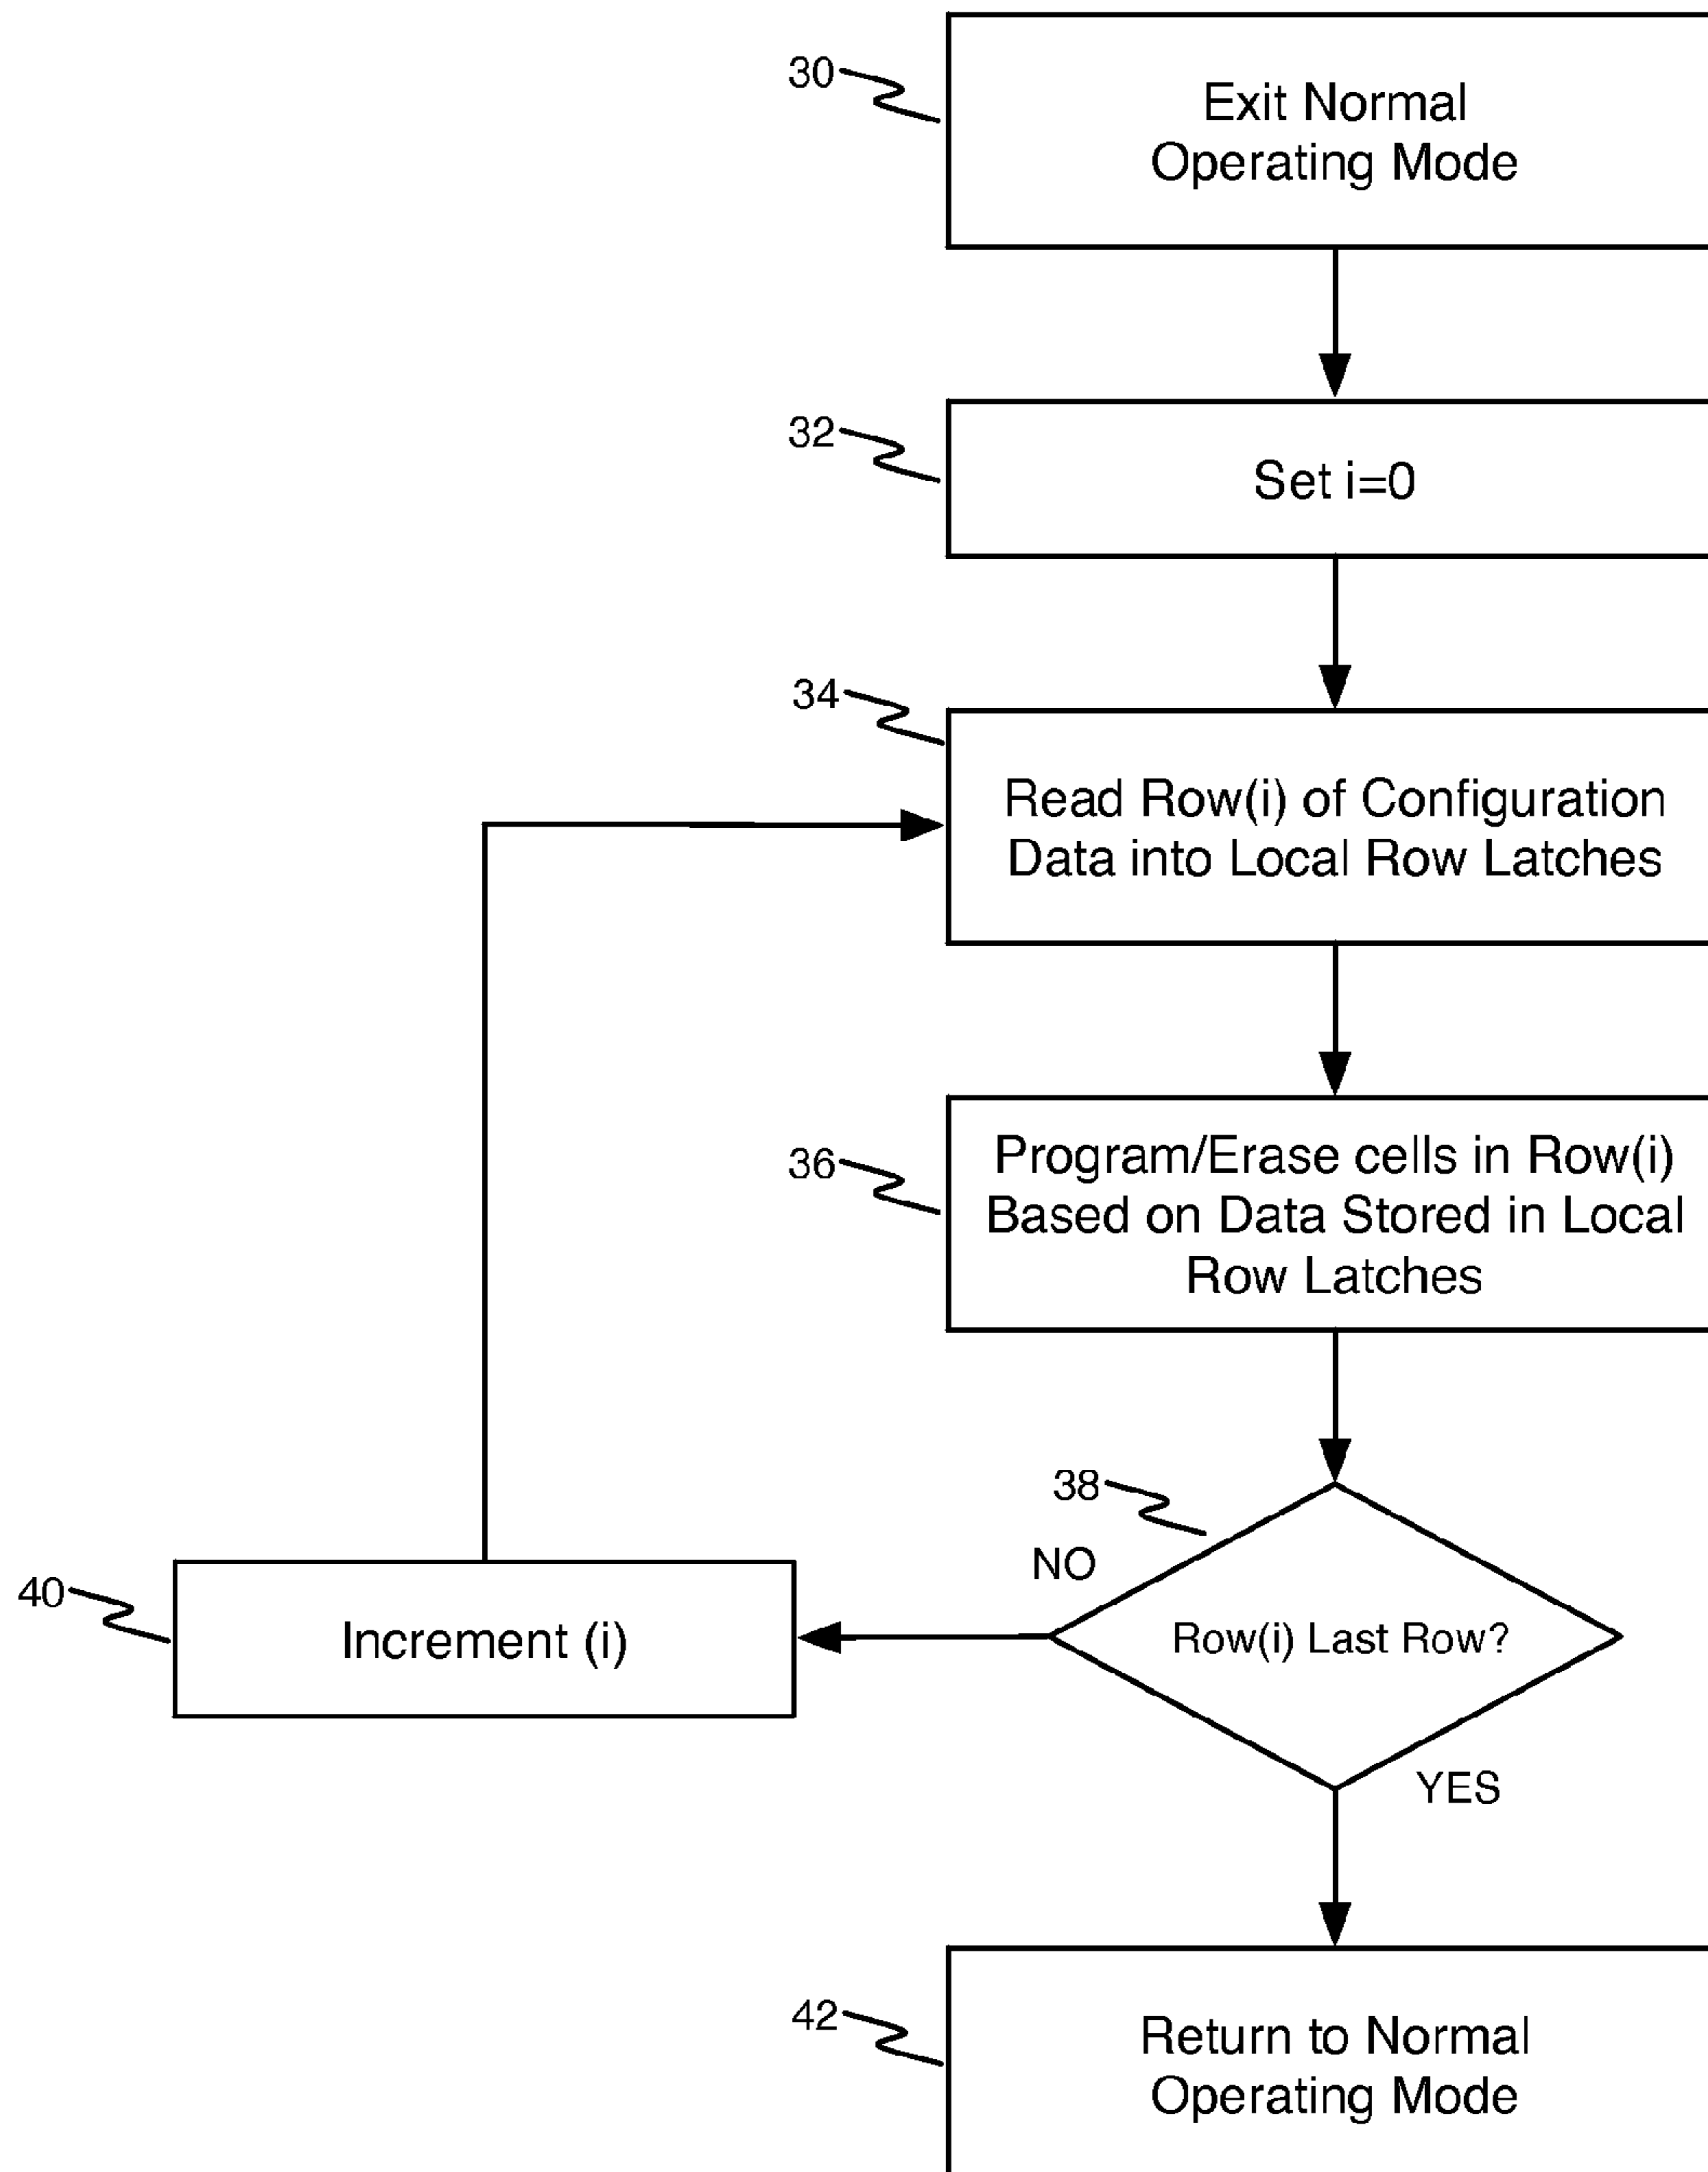 30
Exit Normal
Operating Mode
32
Set i=0
34
Read Row(i) of Configuration
Data into Local Row Latches
36
Program/Erase cells in Row(i)
Based on Data Stored in Local
Row Latches
38
NO
Row(i) Last Row?
40
Increment (i)
YES
42
Return to Normal
Operating Mode